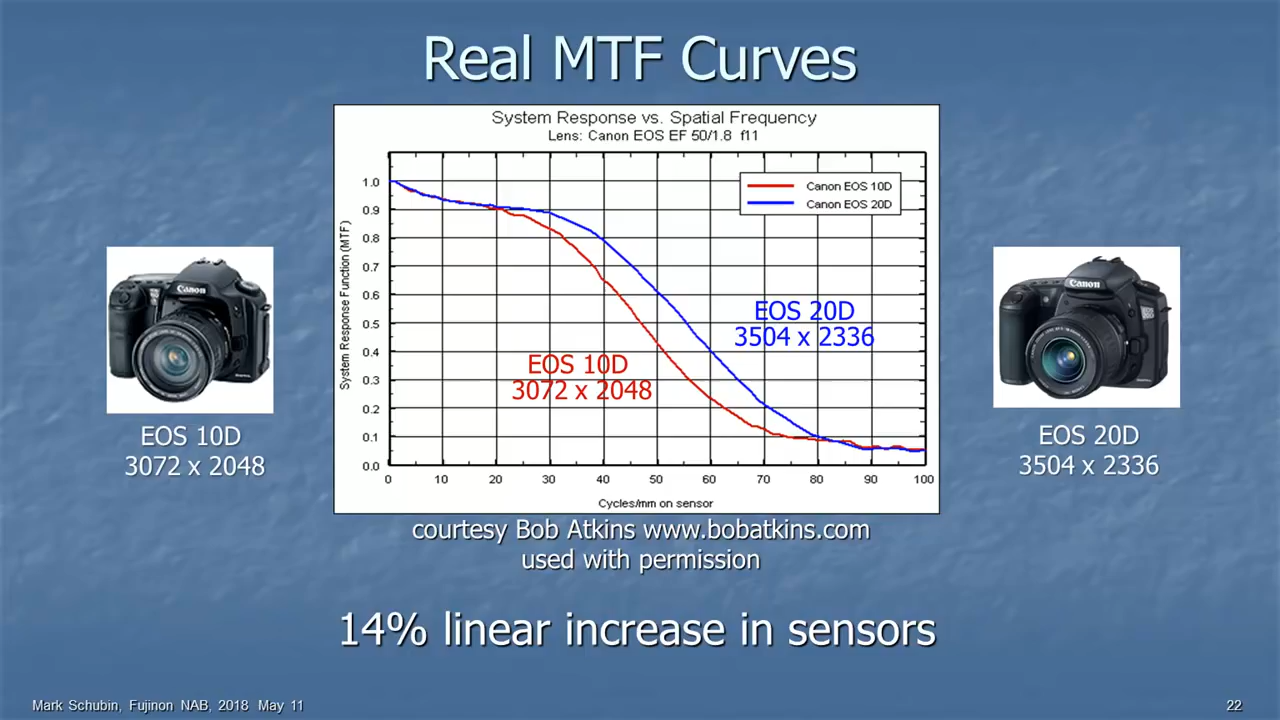 Real MTF Curves
System Response vs. Spatial Frequency
Lens: Canon EOS EF 50/1.8 f11
System Response Function (MTF)
1.0
0.9
0.8
0.7
0.6
0.5
0.4
0.3
0.2
0.1
0.0
Canon EOS 10D
Canon EOS 20D
EOS 20D
3504 x 2336
EOS 10D
3072 x 2048
0 10 20 30 40 50 60 70 80 90 100
Cycles/mm on sensor
Canon
EOS 10D
3072 x 2048
Canon
EOS 20D
3504 x 2336
courtesy Bob Atkins www.bobatkins.com
used with permission
14% linear increase in sensors
Mark Schubin, Fujinon NAB, 2018 May 11
22